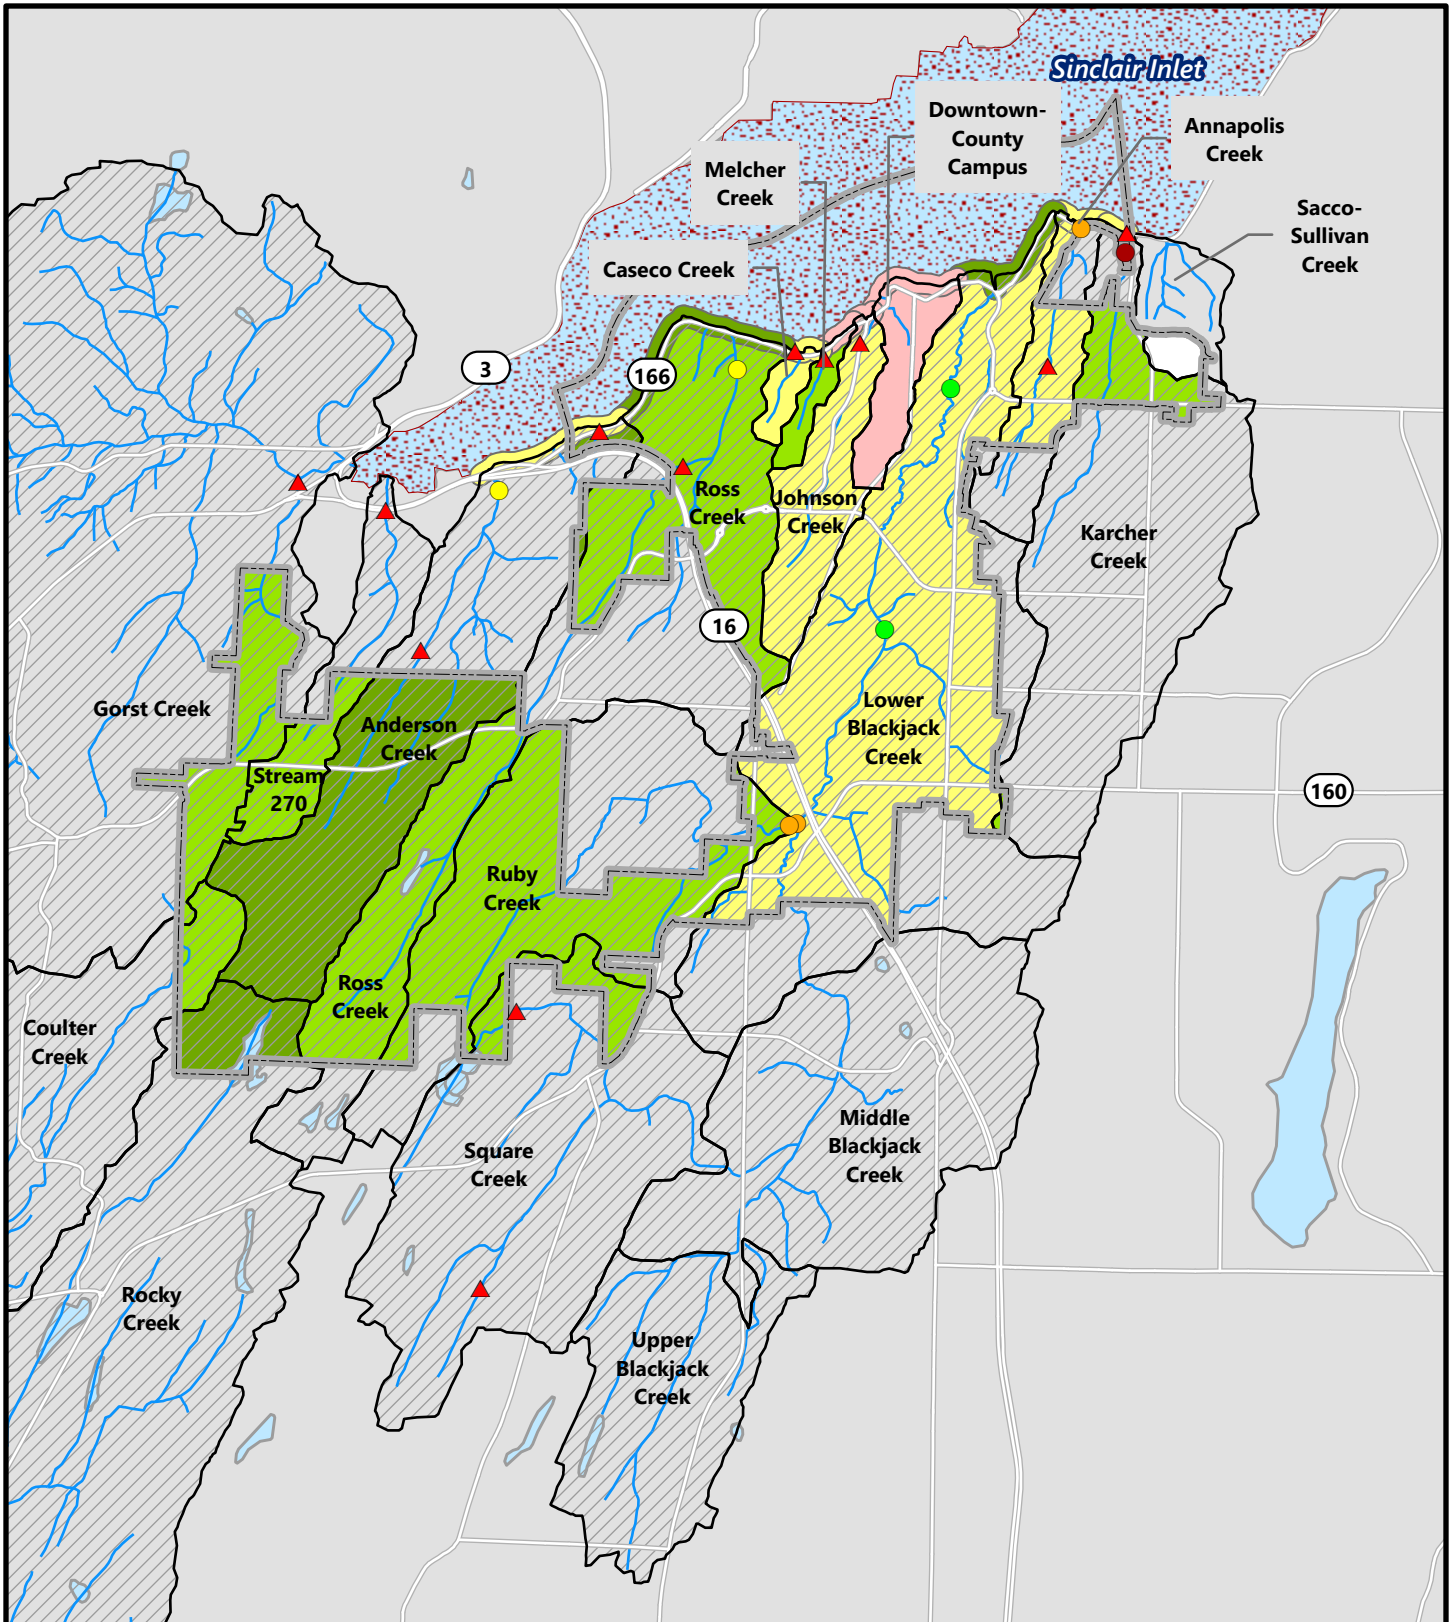 Sinclair Inlet
Downtown-
County
Campus
Annapolis
Creek
Melcher
Creek
Sacco-
Sullivan
Creek
Caseco Creek
3
166
Ross
Creek
Johnson
Creek
Karcher
Creek
16
Gorst Creek
Anderson
Creek
Lower
Blackjack
Creek
Stream
270
160
Ruby
Creek
Ross
Creek
Coulter
Creek
Middle
Blackjack
Creek
Square
Creek
Rocky
Creek
Upper
Blackjack
Creek